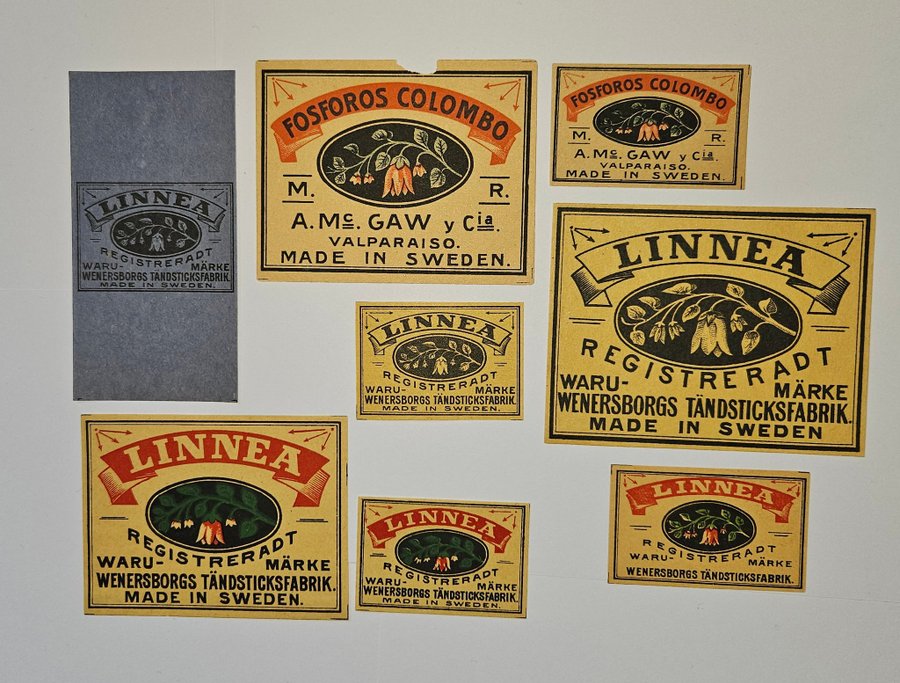 LINNEA
REGISTRERADT
WARU- MÄRKE
WENERSBORGS TÄNDSTICKSFABRIK.
MADE IN SWEDEN.
FOSFOROS COLOMBO
M. R.
A. Mc. GAW y Cia.
VALPARAISO.
MADE IN SWEDEN.
FOSFOROS COLOMBO
M. R.
A. Mc. GAW y Cia.
VALPARAISO.
MADE IN SWEDEN.
LINNEA
REGISTRERADT
WARU- MÄRKE
WENERSBORGS TÄNDSTICKSFABRIK.
MADE IN SWEDEN
LINNEA
REGISTRERADT
WARU- MÄRKE
WENERSBORGS TÄNDSTICKSFABRIK.
MADE IN SWEDEN.
LINNEA
REGISTRERADT
WARU- MÄRKE
WENERSBORGS TÄNDSTICKSFABRIK.
MADE IN SWEDEN.
LINNEA
REGISTRERADT
WARU- MÄRKE
WENERSBORGS TÄNDSTICKSFABRIK.
MADE IN SWEDEN.
LINNEA
REGISTRERADT
WARU- MÄRKE
WENERSBORGS TÄNDSTICKSFABRIK.